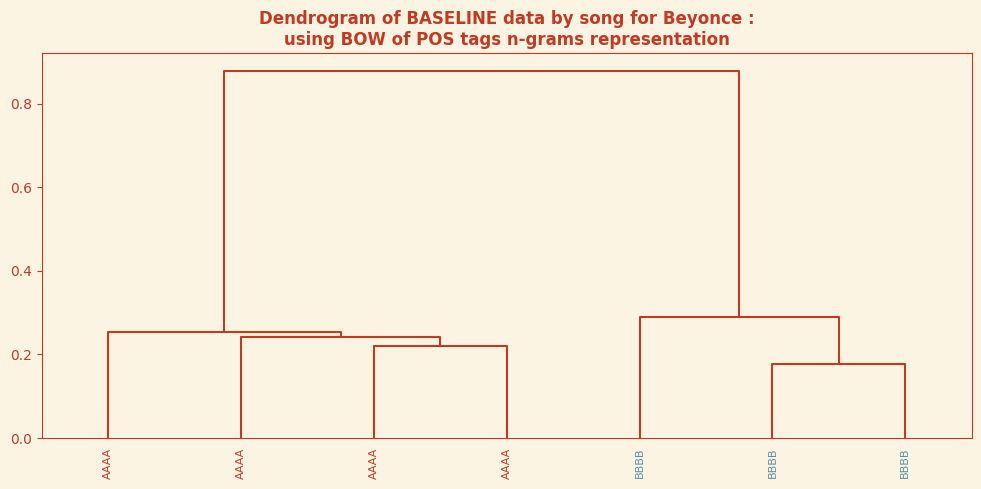 Dendrogram of BASELINE data by song for Beyonce :
using BOW of POS tags n-grams representation
0.8
0.6
0.4
0.2
0.0
AAAA
AAAA
AAAA
AAAA
BBBB
BBBB
BBBB